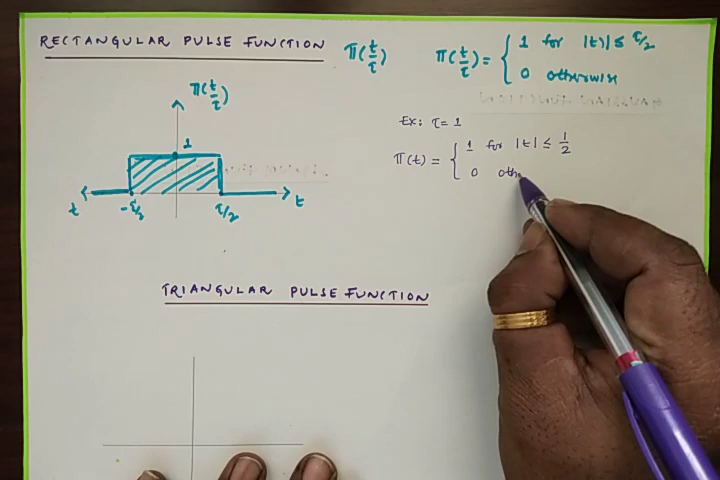 RECTANGULAR PULSE FUNCTION π(t/τ) π(t/τ) = { 1 for |t| ≤ τ/2
0 otherwise
π(t/τ)
Ex: τ = 1
1
π(t) = { 1 for |t| ≤ 1/2
0 oth
t -τ/2 τ/2 t
TRIANGULAR PULSE FUNCTION